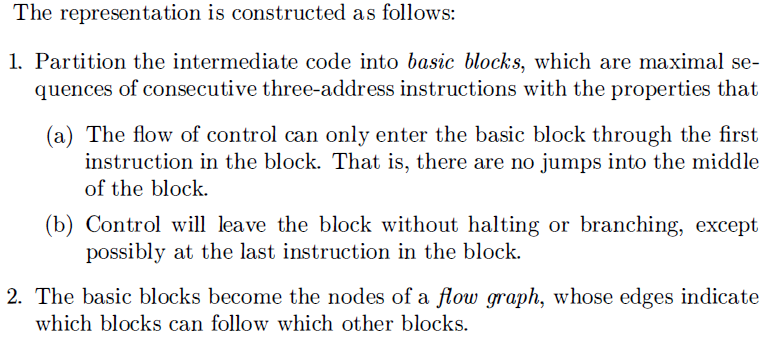 The representation is constructed as follows:
1. Partition the intermediate code into basic blocks, which are maximal se-
quences of consecutive three-address instructions with the properties that
(a) The flow of control can only enter the basic block through the first
instruction in the block. That is, there are no jumps into the middle
of the block.
(b) Control will leave the block without halting or branching, except
possibly at the last instruction in the block.
2. The basic blocks become the nodes of a flow graph, whose edges indicate
which blocks can follow which other blocks.